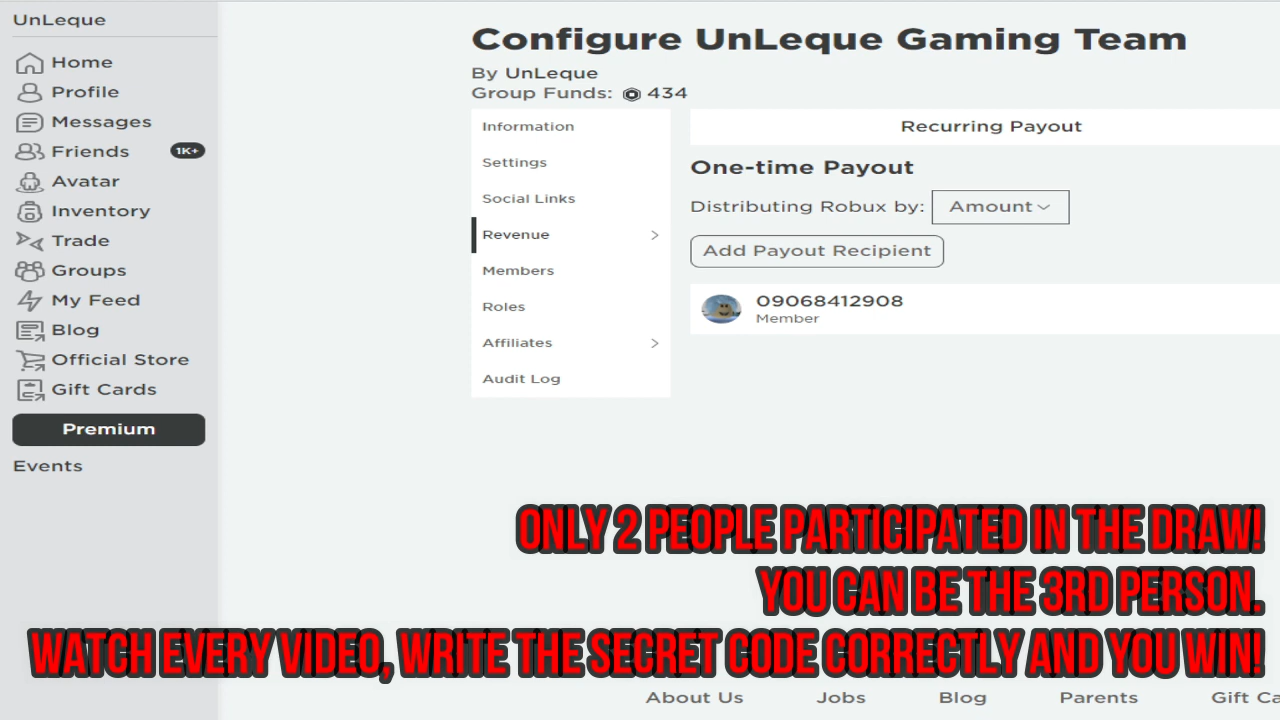 UnLeque
Home
Profile
Messages
Friends 1K+
Avatar
Inventory
Trade
Groups
My Feed
Blog
Official Store
Gift Cards
Premium
Events
Configure UnLeque Gaming Team
By UnLeque
Group Funds: 434
Information
Settings
Social Links
Revenue
Members
Roles
Affiliates
Audit Log
Recurring Payout
One-time Payout
Distributing Robux by: Amount
Add Payout Recipient
09068412908
Member
ONLY 2 PEOPLE PARTICIPATED IN THE DRAW!
YOU CAN BE THE 3RD PERSON.
WATCH EVERY VIDEO, WRITE THE SECRET CODE CORRECTLY AND YOU WIN!
About Us Jobs Blog Parents Gift Ca